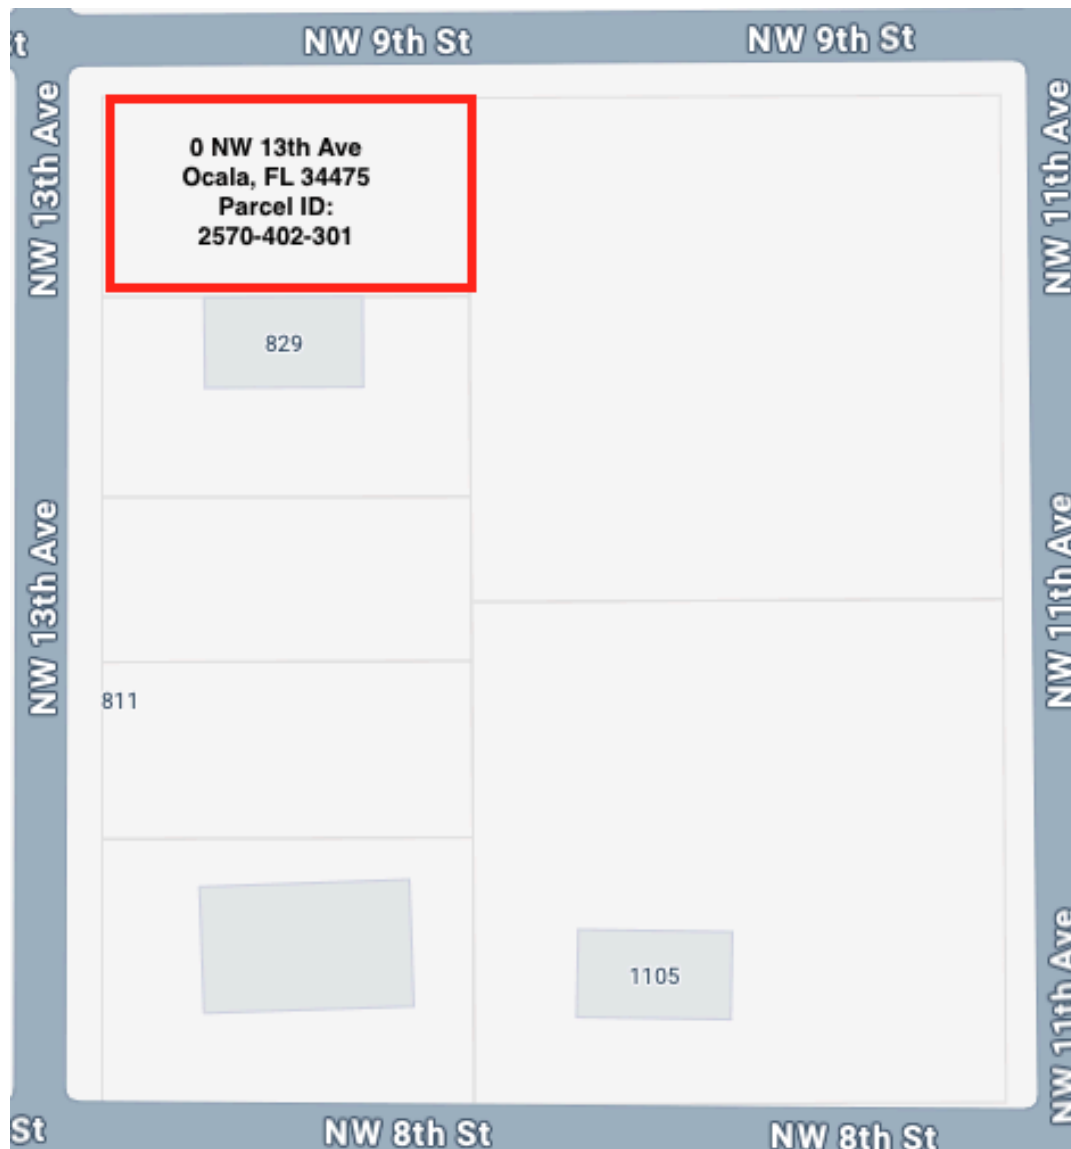 t
NW 9th St
NW 9th St
NW 13th Ave
NW 11th Ave
0 NW 13th Ave
Ocala, FL 34475
Parcel ID:
2570-402-301
829
NW 13th Ave
NW 11th Ave
811
1105
NW 11th Ave
St
NW 8th St
NW 8th St